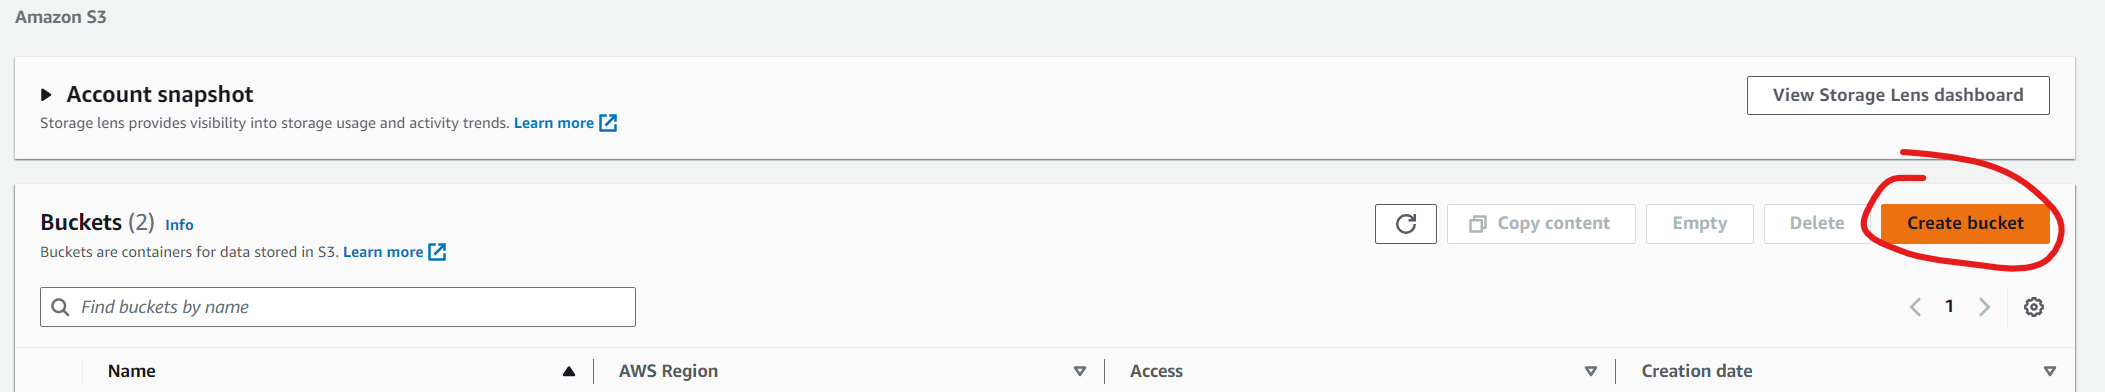 Amazon S3
Account snapshot
View Storage Lens dashboard
Storage lens provides visibility into storage usage and activity trends. Learn more
Buckets (2) Info
Copy content
Empty
Delete
Create bucket
Buckets are containers for data stored in S3. Learn more
Find buckets by name
1
Name
AWS Region
Access
Creation date